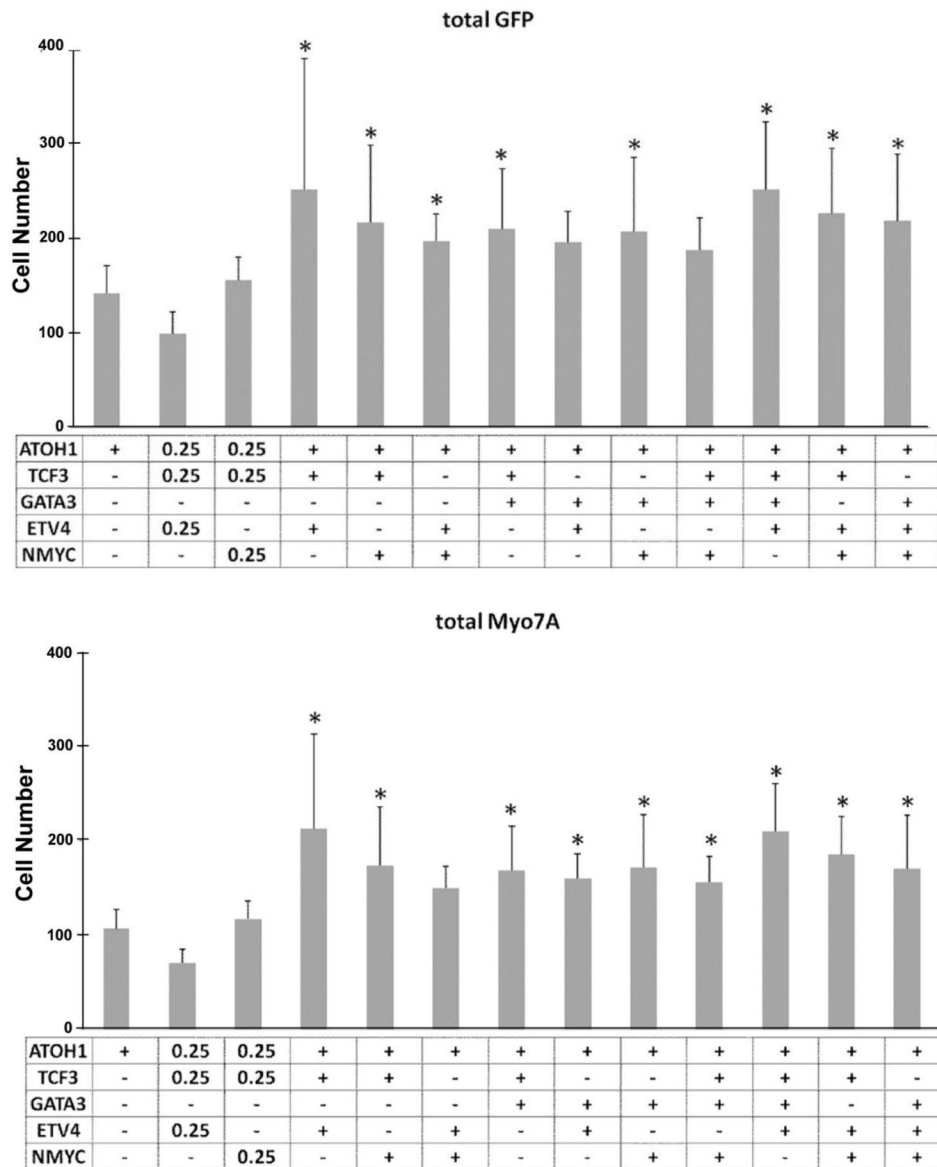 total GFP
400
*
*
*
*
*
*
*
*
300
200
100
0
Cell Number
ATOH1 + 0.25 0.25 + + + + + + + + + +
TCF3 - 0.25 0.25 + + - + - - + + + -
GATA3 - - - - - - + + + + + - +
ETV4 - 0.25 - + - + - + - - + + +
NMYC - - 0.25 - + + - - + + - + +
total Myo7A
400
*
*
*
*
*
*
*
*
*
300
200
100
0
Cell Number
ATOH1 + 0.25 0.25 + + + + + + + + + +
TCF3 - 0.25 0.25 + + - + - - + + + -
GATA3 - - - - - - + + + + + - +
ETV4 - 0.25 - + - + - + - - + + +
NMYC - - 0.25 - + + - - + + - + +